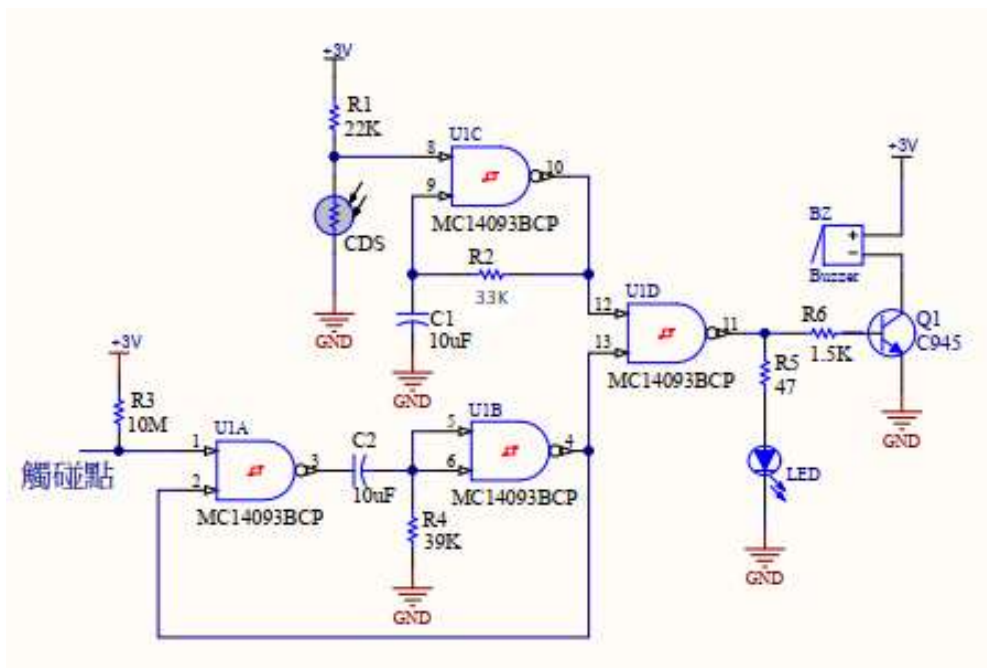 +3V
R1
22K
CDS
GND
U1C
8
9
10
MC14093BCP
R2
33K
C1
10uF
GND
U1D
12
13
11
MC14093BCP
+3V
BZ
+
−
Buzzer
R6
1.5K
Q1
C945
GND
R5
47
LED
GND
+3V
R3
10M
觸碰點
U1A
1
2
3
MC14093BCP
C2
10uF
U1B
5
6
4
MC14093BCP
R4
39K
GND